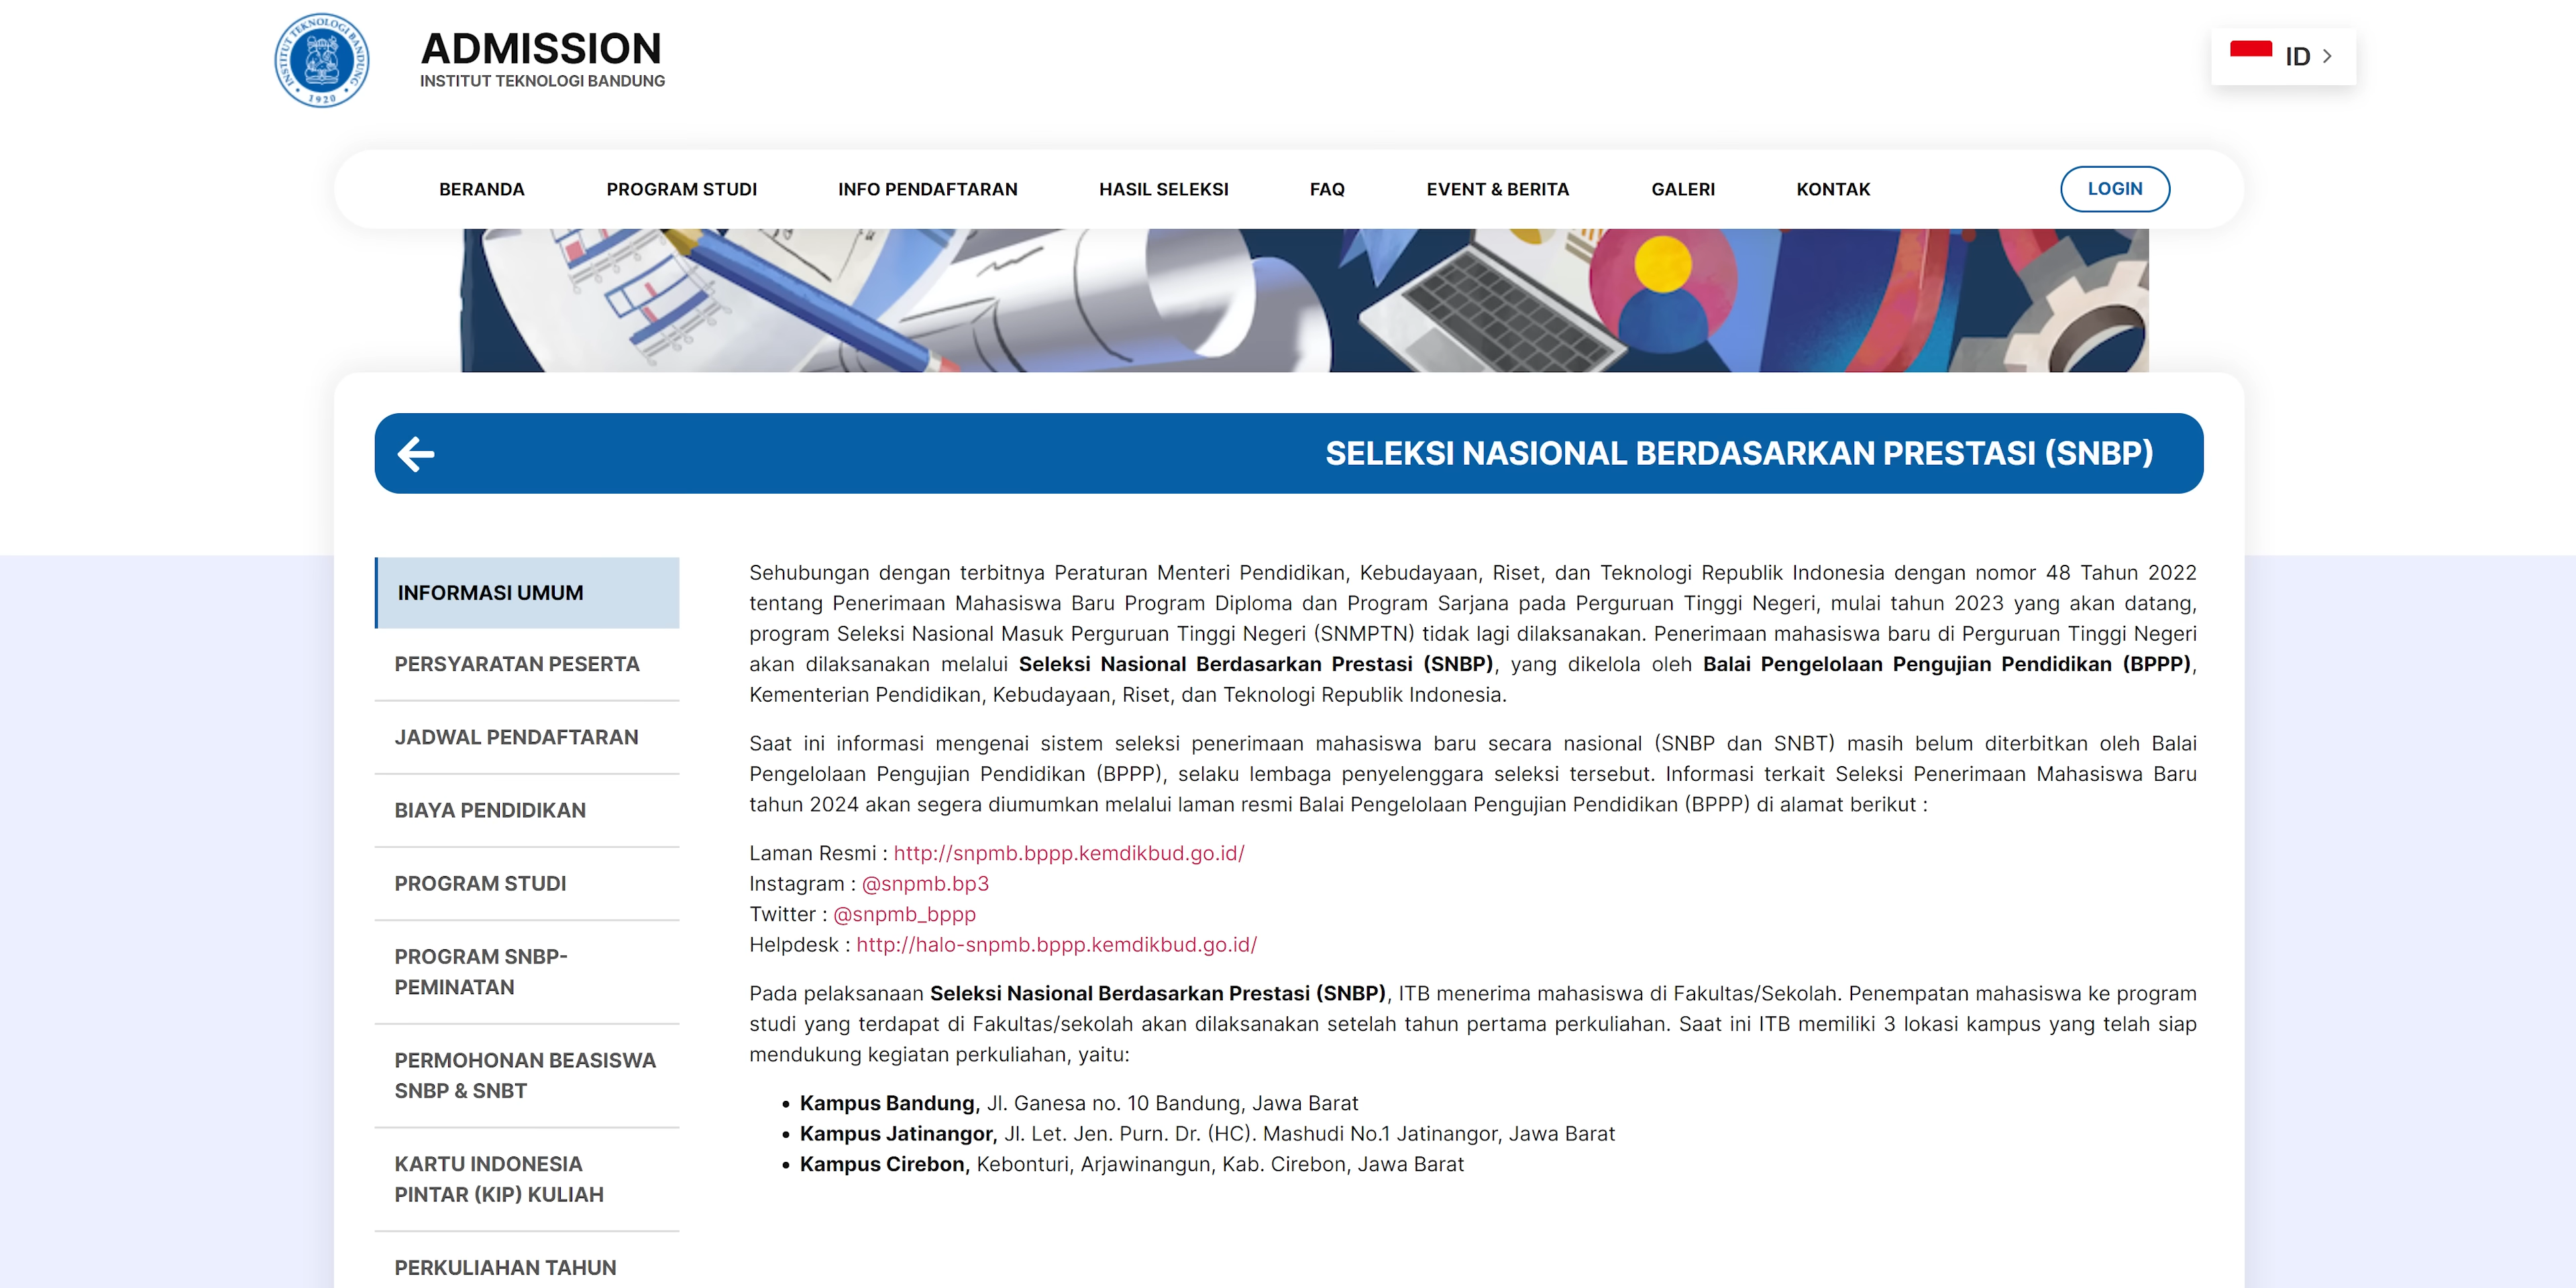 INSTITUT TEKNOLOGI BANDUNG
1920
ADMISSION
INSTITUT TEKNOLOGI BANDUNG
ID
BERANDA PROGRAM STUDI INFO PENDAFTARAN HASIL SELEKSI FAQ EVENT & BERITA GALERI KONTAK LOGIN
SELEKSI NASIONAL BERDASARKAN PRESTASI (SNBP)
INFORMASI UMUM
PERSYARATAN PESERTA
JADWAL PENDAFTARAN
BIAYA PENDIDIKAN
PROGRAM STUDI
PROGRAM SNBP-
PEMINATAN
PERMOHONAN BEASISWA
SNBP & SNBT
KARTU INDONESIA
PINTAR (KIP) KULIAH
PERKULIAHAN TAHUN
Sehubungan dengan terbitnya Peraturan Menteri Pendidikan, Kebudayaan, Riset, dan Teknologi Republik Indonesia dengan nomor 48 Tahun 2022
tentang Penerimaan Mahasiswa Baru Program Diploma dan Program Sarjana pada Perguruan Tinggi Negeri, mulai tahun 2023 yang akan datang,
program Seleksi Nasional Masuk Perguruan Tinggi Negeri (SNMPTN) tidak lagi dilaksanakan. Penerimaan mahasiswa baru di Perguruan Tinggi Negeri
akan dilaksanakan melalui Seleksi Nasional Berdasarkan Prestasi (SNBP), yang dikelola oleh Balai Pengelolaan Pengujian Pendidikan (BPPP),
Kementerian Pendidikan, Kebudayaan, Riset, dan Teknologi Republik Indonesia.
Saat ini informasi mengenai sistem seleksi penerimaan mahasiswa baru secara nasional (SNBP dan SNBT) masih belum diterbitkan oleh Balai
Pengelolaan Pengujian Pendidikan (BPPP), selaku lembaga penyelenggara seleksi tersebut. Informasi terkait Seleksi Penerimaan Mahasiswa Baru
tahun 2024 akan segera diumumkan melalui laman resmi Balai Pengelolaan Pengujian Pendidikan (BPPP) di alamat berikut :
Laman Resmi : http://snpmb.bppp.kemdikbud.go.id/
Instagram : @snpmb.bp3
Twitter : @snpmb_bppp
Helpdesk : http://halo-snpmb.bppp.kemdikbud.go.id/
Pada pelaksanaan Seleksi Nasional Berdasarkan Prestasi (SNBP), ITB menerima mahasiswa di Fakultas/Sekolah. Penempatan mahasiswa ke program
studi yang terdapat di Fakultas/sekolah akan dilaksanakan setelah tahun pertama perkuliahan. Saat ini ITB memiliki 3 lokasi kampus yang telah siap
mendukung kegiatan perkuliahan, yaitu:
• Kampus Bandung, Jl. Ganesa no. 10 Bandung, Jawa Barat
• Kampus Jatinangor, Jl. Let. Jen. Purn. Dr. (HC). Mashudi No.1 Jatinangor, Jawa Barat
• Kampus Cirebon, Kebonturi, Arjawinangun, Kab. Cirebon, Jawa Barat